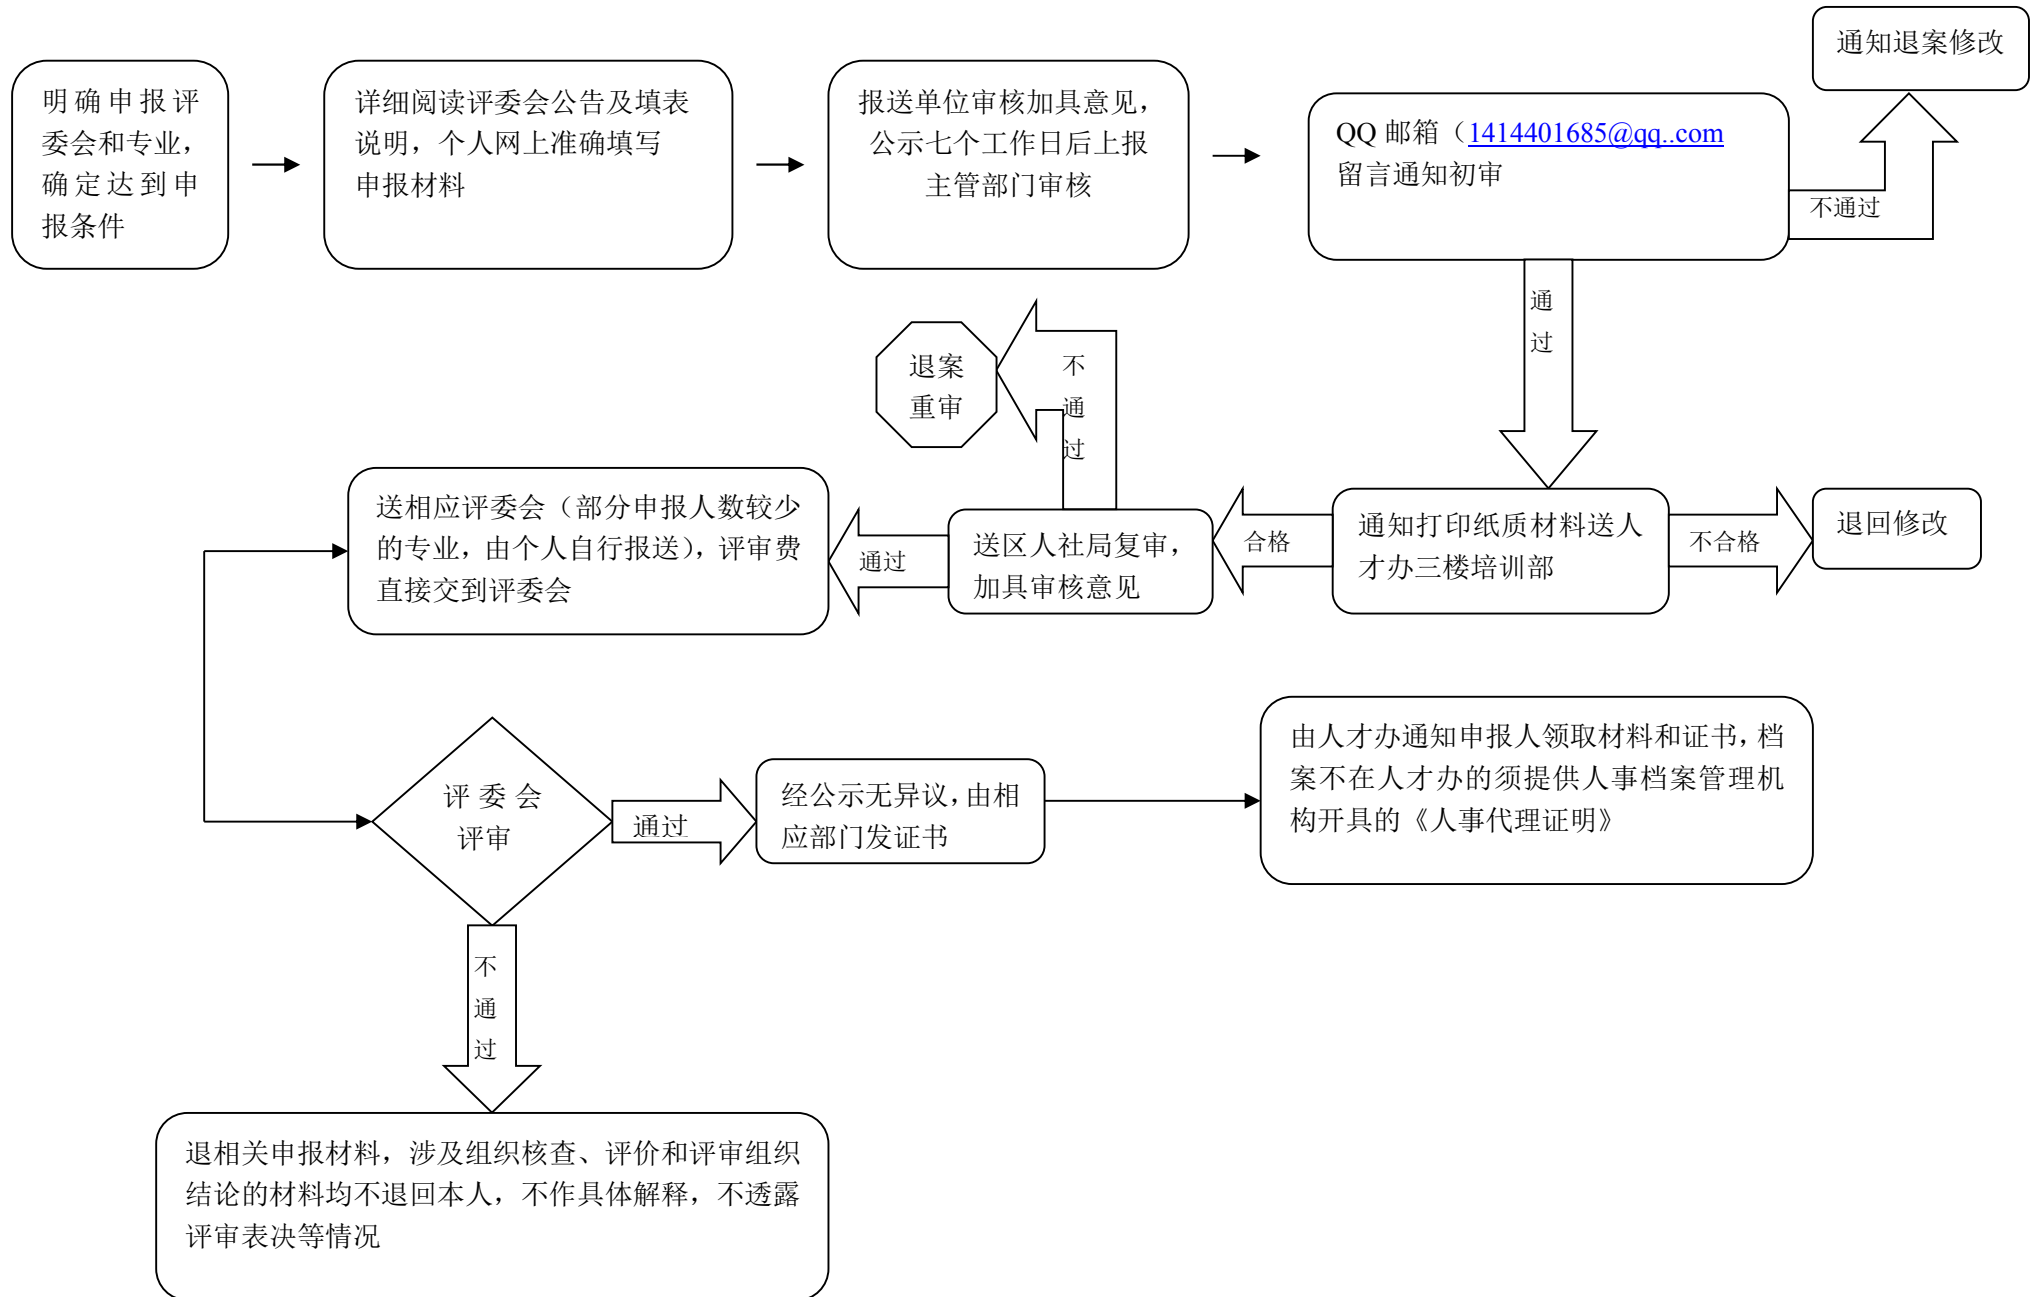 明确申报评
委会和专业，
确定达到申
报条件
详细阅读评委会公告及填表
说明，个人网上准确填写
申报材料
报送单位审核加具意见，
公示七个工作日后上报
主管部门审核
QQ 邮箱（1414401685@qq..com
留言通知初审
不通过
通知退案修改
通
过
通知打印纸质材料送人
才办三楼培训部
不合格
退回修改
合格
送区人社局复审，
加具审核意见
不
通
过
退案
重审
通过
送相应评委会（部分申报人数较少
的专业，由个人自行报送），评审费
直接交到评委会
评 委 会
评审
通过
经公示无异议，由相
应部门发证书
由人才办通知申报人领取材料和证书，档
案不在人才办的须提供人事档案管理机
构开具的《人事代理证明》
不
通
过
退相关申报材料，涉及组织核查、评价和评审组织
结论的材料均不退回本人，不作具体解释，不透露
评审表决等情况